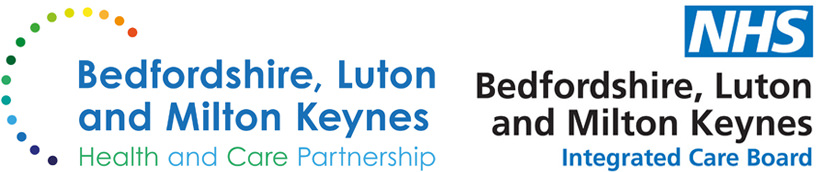 Bedfordshire, Luton
and Milton Keynes
Health and Care Partnership
NHS
Bedfordshire, Luton
and Milton Keynes
Integrated Care Board